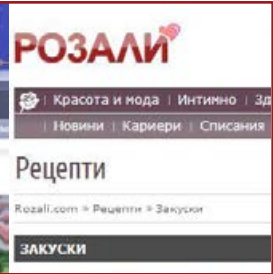 РОЗАЛИ
Красота и мода | Интимно | Зд
Новини | Кариери | Списания
Рецепти
Rozali.com » Рецепти » Закуски
ЗАКУСКИ